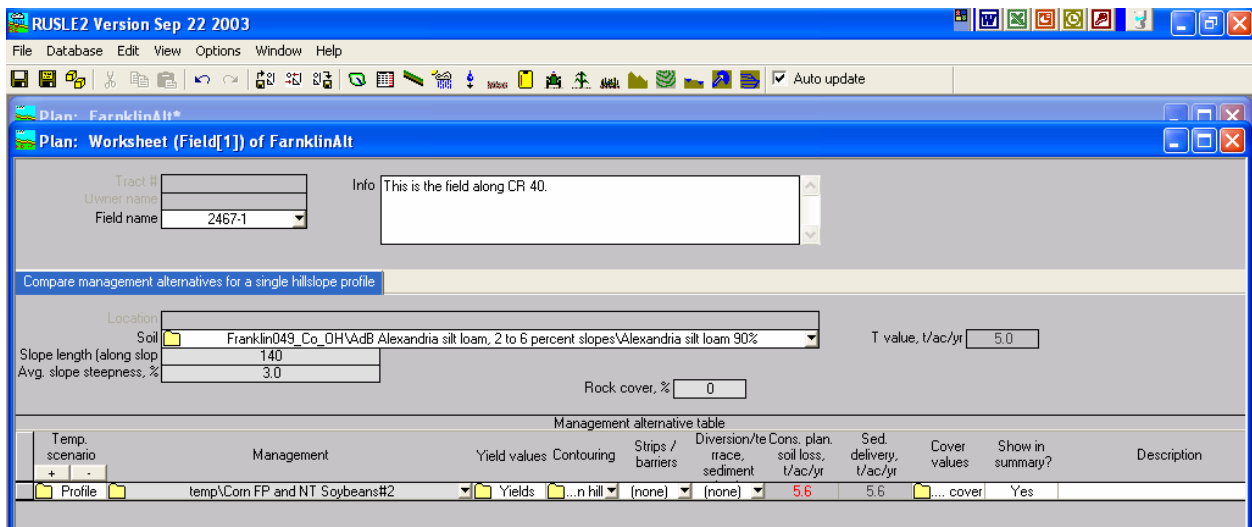 RUSLE2 Version Sep 22 2003
File Database Edit View Options Window Help
Auto update
Plan: FarnklinAlt*
Plan: Worksheet (Field[1]) of FarnklinAlt
Tract #
Owner name
Field name 2467-1
Info This is the field along CR 40.
Compare management alternatives for a single hillslope profile
Location
Soil Franklin049_Co_OH\AdB Alexandria silt loam, 2 to 6 percent slopes\Alexandria silt loam 90%
T value, t/ac/yr 5.0
Slope length (along slop 140
Avg. slope steepness, % 3.0
Rock cover, % 0
Management alternative table
Temp. scenario
+ -
Management
Yield values
Contouring
Strips / barriers
Diversion/te rrace, sediment
Cons. plan. soil loss, t/ac/yr
Sed. delivery, t/ac/yr
Cover values
Show in summary?
Description
Profile temp\Corn FP and NT Soybeans#2 Yields ...n hill (none) (none) 5.6 5.6 .... cover Yes